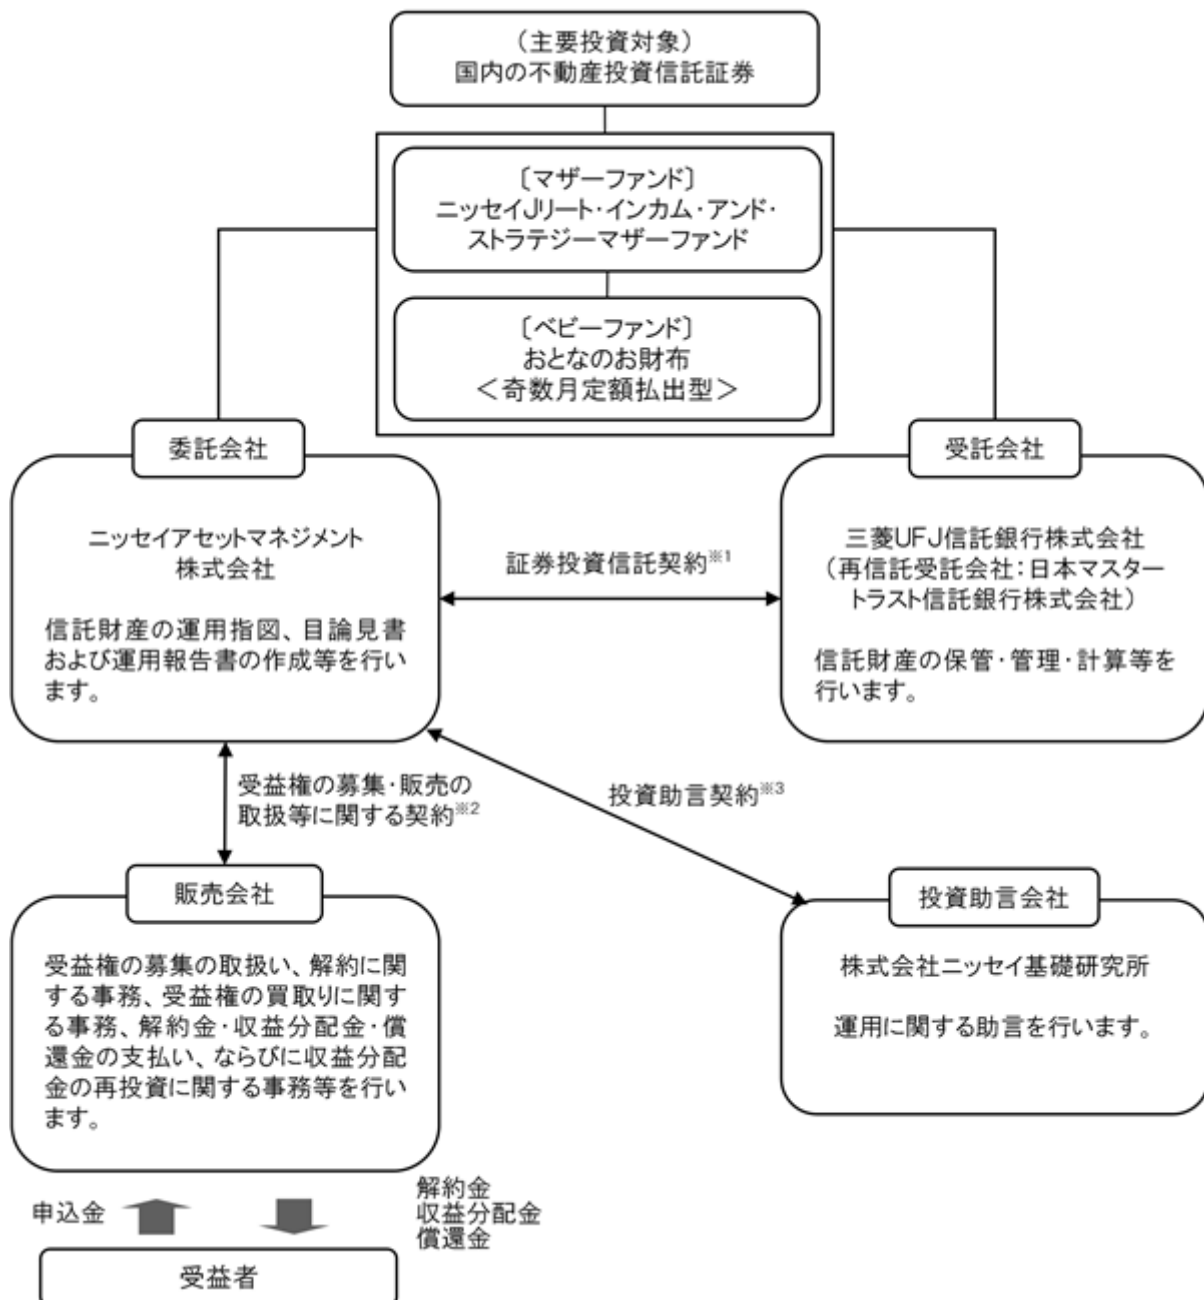 （主要投資対象）
国内の不動産投資信託証券
〔マザーファンド〕
ニッセイJリート・インカム・アンド・
ストラテジーマザーファンド
〔ベビーファンド〕
おとなのお財布
＜奇数月定額払出型＞
委託会社
ニッセイアセットマネジメント
株式会社
信託財産の運用指図、目論見書
および運用報告書の作成等を行い
ます。
証券投資信託契約※1
受託会社
三菱UFJ信託銀行株式会社
（再信託受託会社：日本マスター
トラスト信託銀行株式会社）
信託財産の保管・管理・計算等を
行います。
受益権の募集・販売の
取扱等に関する契約※2
投資助言契約※3
販売会社
受益権の募集の取扱い、解約に関
する事務、受益権の買取りに関す
る事務、解約金・収益分配金・償
還金の支払い、ならびに収益分配
金の再投資に関する事務等を行い
ます。
投資助言会社
株式会社ニッセイ基礎研究所
運用に関する助言を行います。
申込金
解約金
収益分配金
償還金
受益者